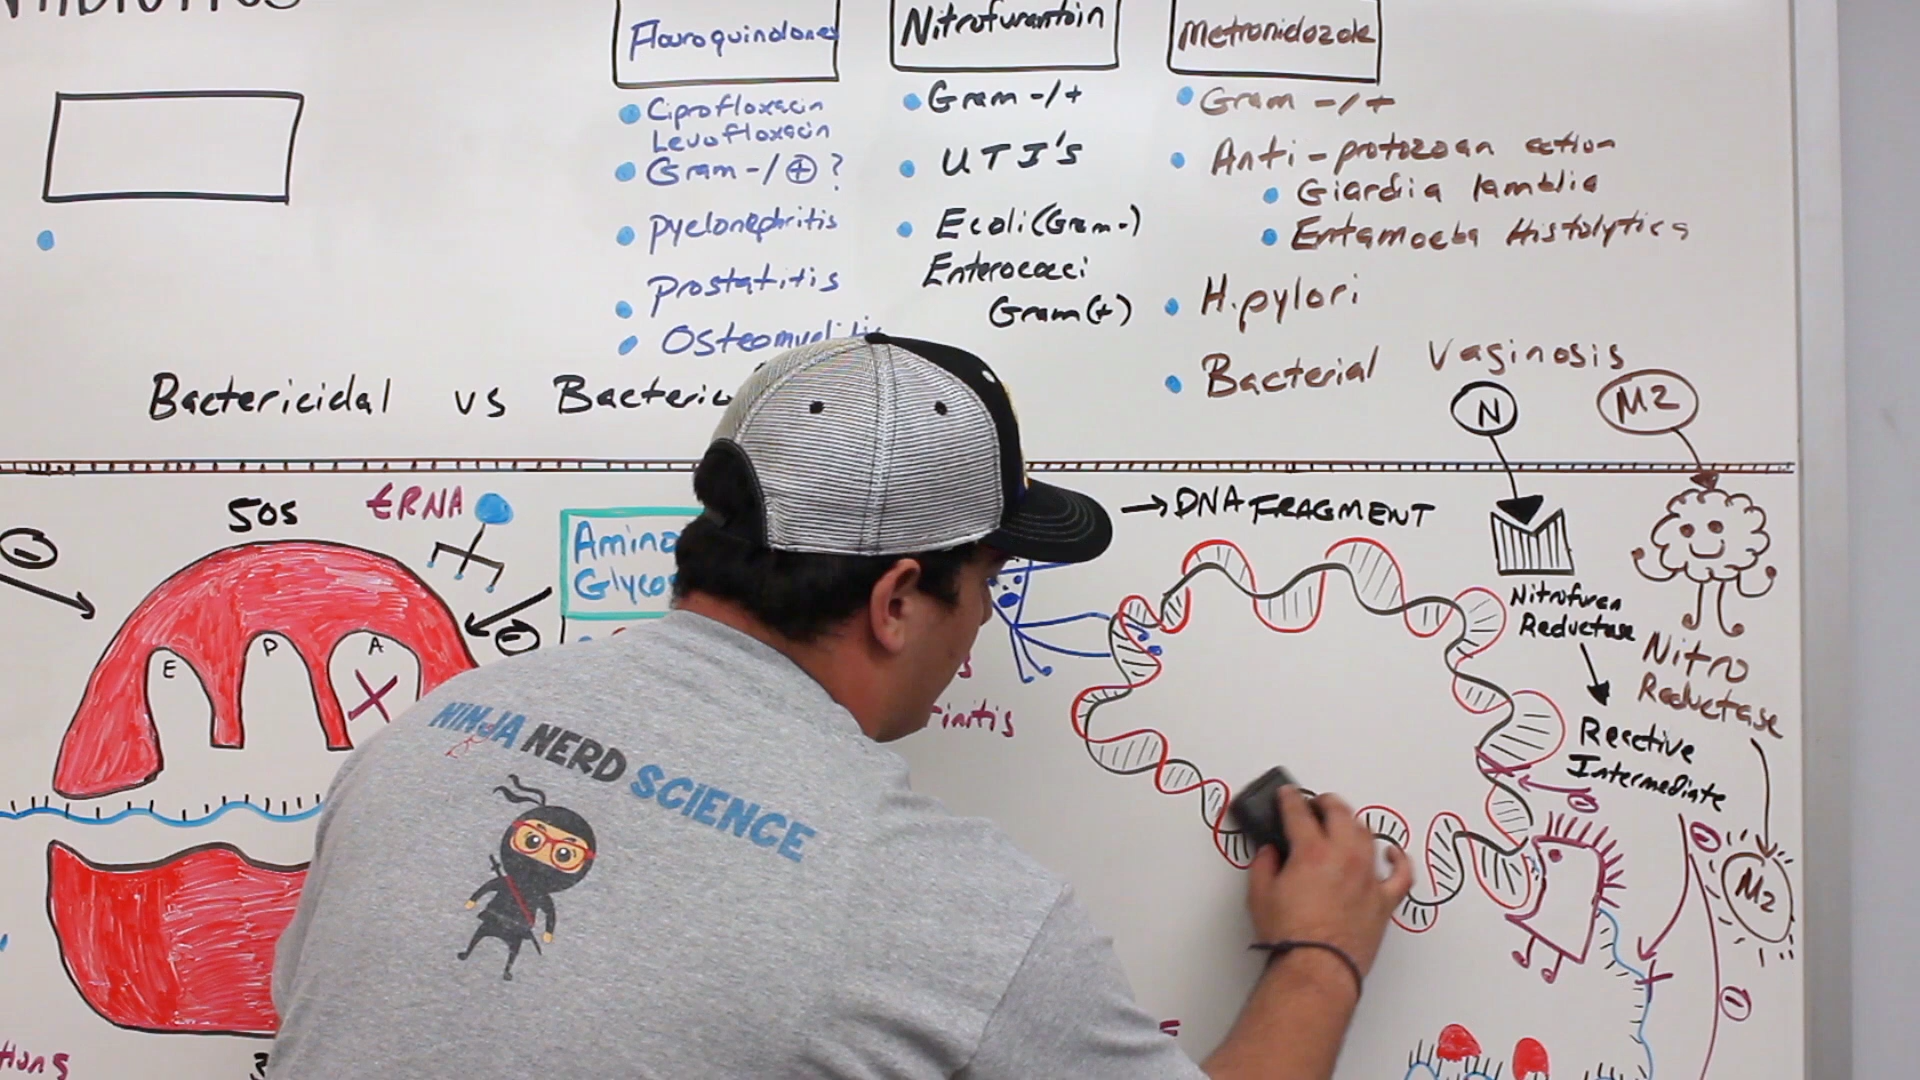 Flouroquinolones
Ciprofloxacin
Levofloxacin
Gram -/ + ?
Pyelonephritis
Prostatitis
Nitrofurantoin
Gram -/+
UTI's
Ecoli (Gram-)
Enterococci
Gram (+)
Metronidozole
Gram -/+
Anti-protozoan action
Giardia lamblia
Entamoeba Histolytica
H. pylori
Bacterial Vaginosis
Bactericidal vs
N
M2
50s
tRNA
E
P
A
→ DNA FRAGMENT
Nitrofuran
Reductase
Reactive
Intermediate
Nitro
Reductase
M2
NINJA NERD SCIENCE